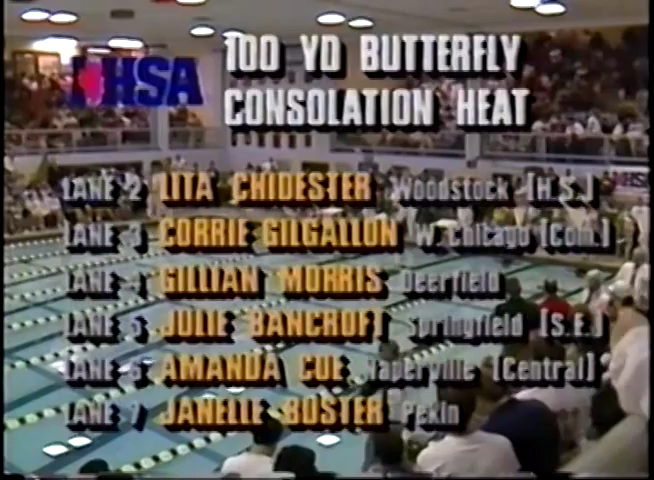 IHSA
100 YD BUTTERFLY
CONSOLATION HEAT
LANE 2 LITA CHIDESTER Woodstock [H.S.]
LANE 3 CORRIE GILGALLON W. Chicago [Com.]
LANE 4 GILLIAN MORRIS Deerfield
LANE 5 JULIE BANCROFT Springfield [S.E.]
LANE 6 AMANDA CUE Naperville [Central]
LANE 7 JANELLE BUSTER Pekin